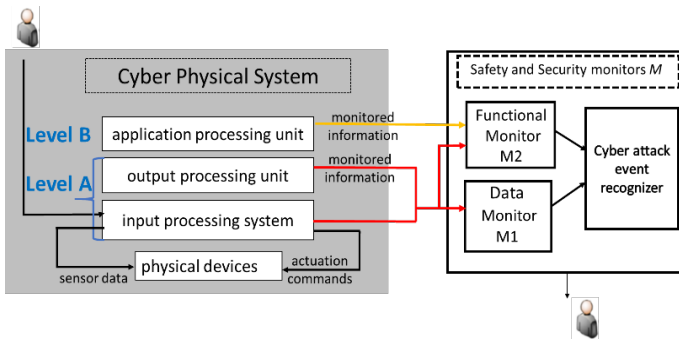 Cyber Physical System
Safety and Security monitors M
Level B
application processing unit
monitored
information
Functional
Monitor
M2
Level A
output processing unit
monitored
information
input processing system
Data
Monitor
M1
Cyber attack
event
recognizer
physical devices
sensor data
actuation
commands